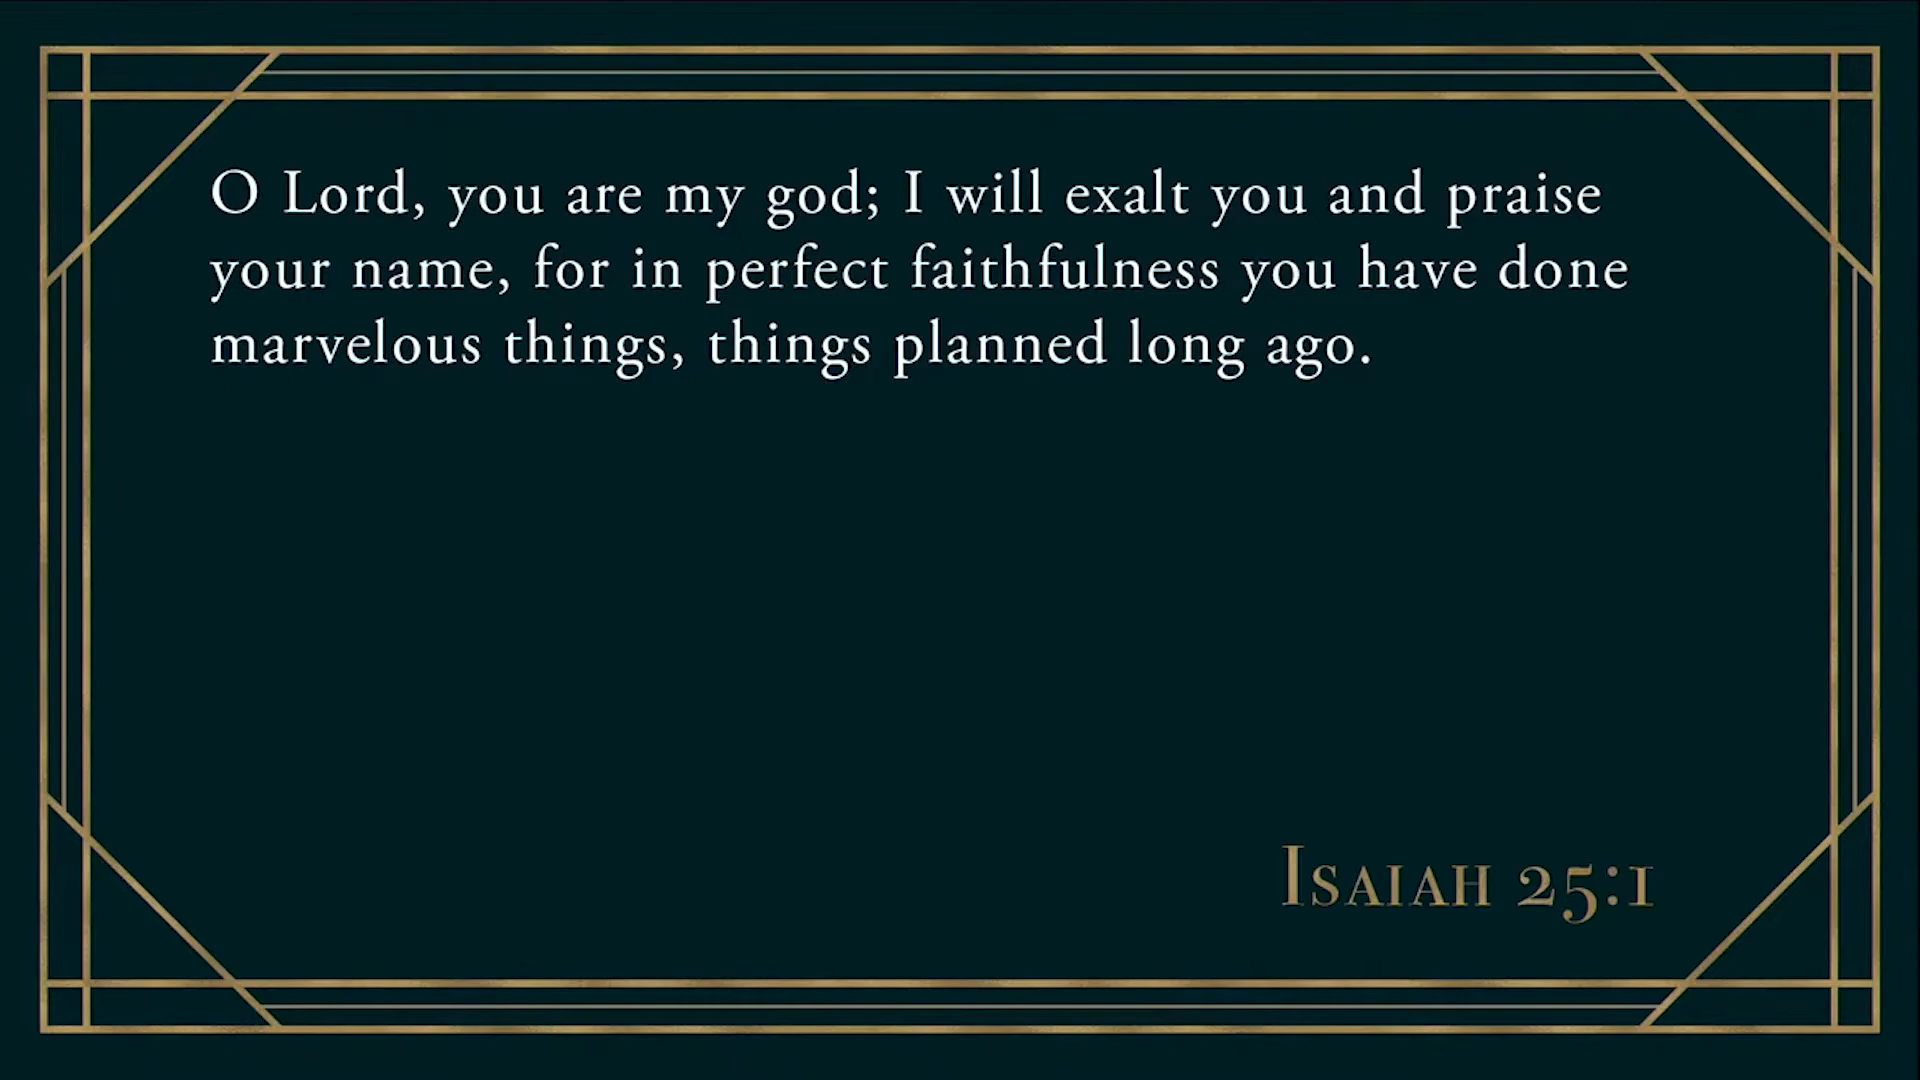 O Lord, you are my god; I will exalt you and praise
your name, for in perfect faithfulness you have done
marvelous things, things planned long ago.
Isaiah 25:1